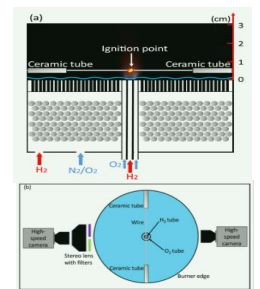 (a)
(cm)
3
Ignition point
2
Ceramic tube
Ceramic tube
1
0
H2
N2/O2
O2
H2
(b)
Ceramic tube
High-
speed
camera
Wire
H2 tube
High-
speed
camera
Stereo lens
with filters
O2 tube
Ceramic tube
Burner edge